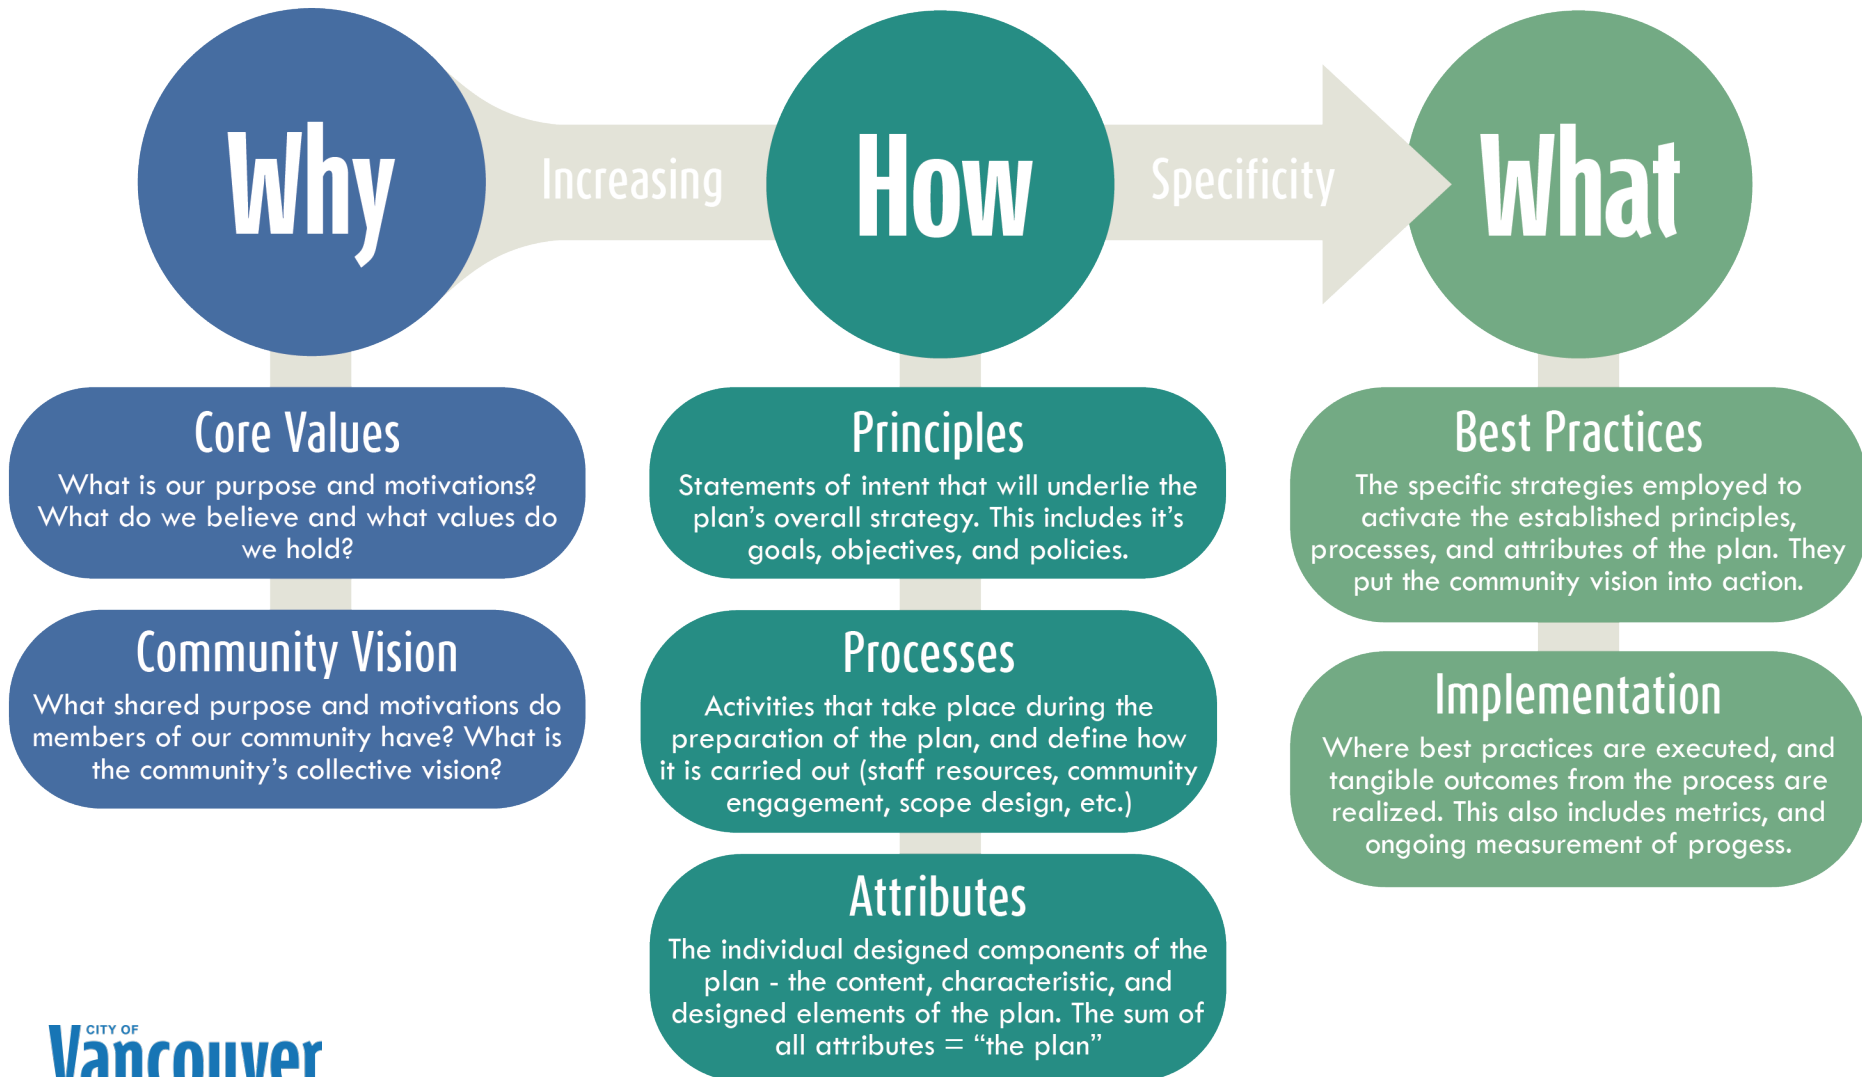 Why
Increasing
How
Specificity
What
Core Values
What is our purpose and motivations?
What do we believe and what values do
we hold?
Community Vision
What shared purpose and motivations do
members of our community have? What is
the community's collective vision?
Principles
Statements of intent that will underlie the
plan's overall strategy. This includes it's
goals, objectives, and policies.
Processes
Activities that take place during the
preparation of the plan, and define how
it is carried out (staff resources, community
engagement, scope design, etc.)
Attributes
The individual designed components of the
plan - the content, characteristic, and
designed elements of the plan. The sum of
all attributes = “the plan”
Best Practices
The specific strategies employed to
activate the established principles,
processes, and attributes of the plan. They
put the community vision into action.
Implementation
Where best practices are executed, and
tangible outcomes from the process are
realized. This also includes metrics, and
ongoing measurement of progess.
CITY OF
Vancouver